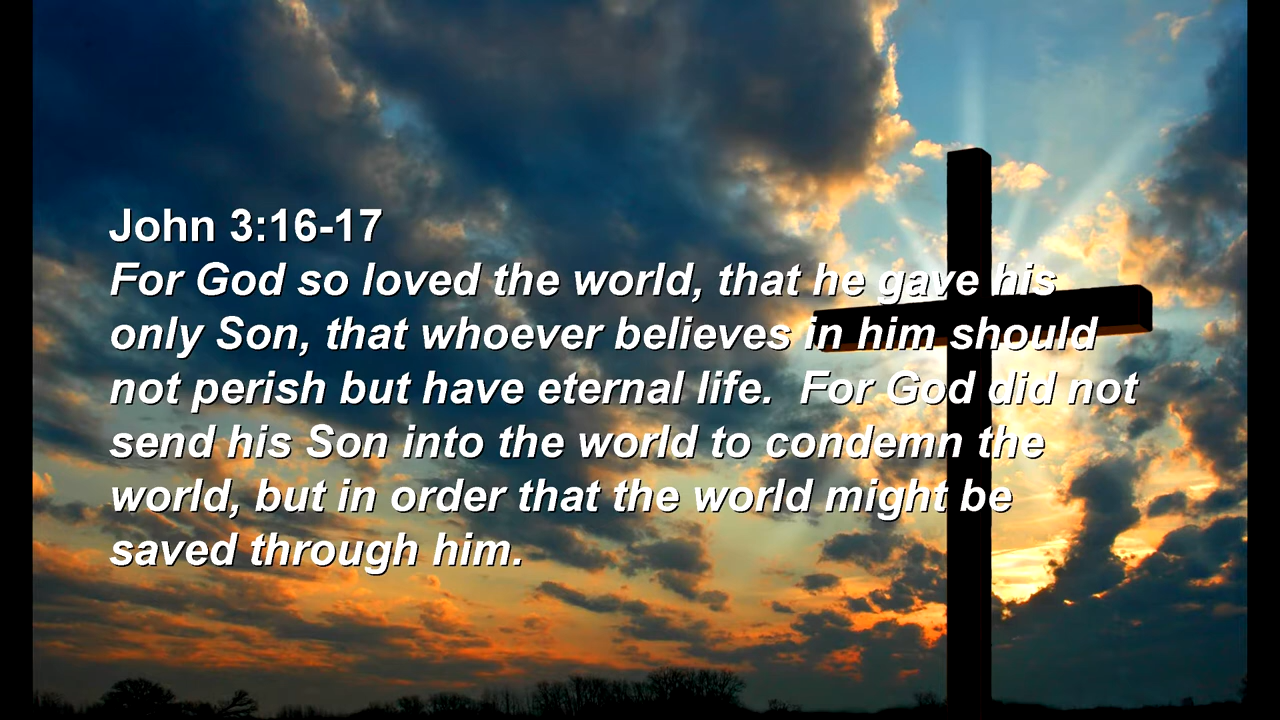 John 3:16-17
For God so loved the world, that he gave his
only Son, that whoever believes in him should
not perish but have eternal life.  For God did not
send his Son into the world to condemn the
world, but in order that the world might be
saved through him.